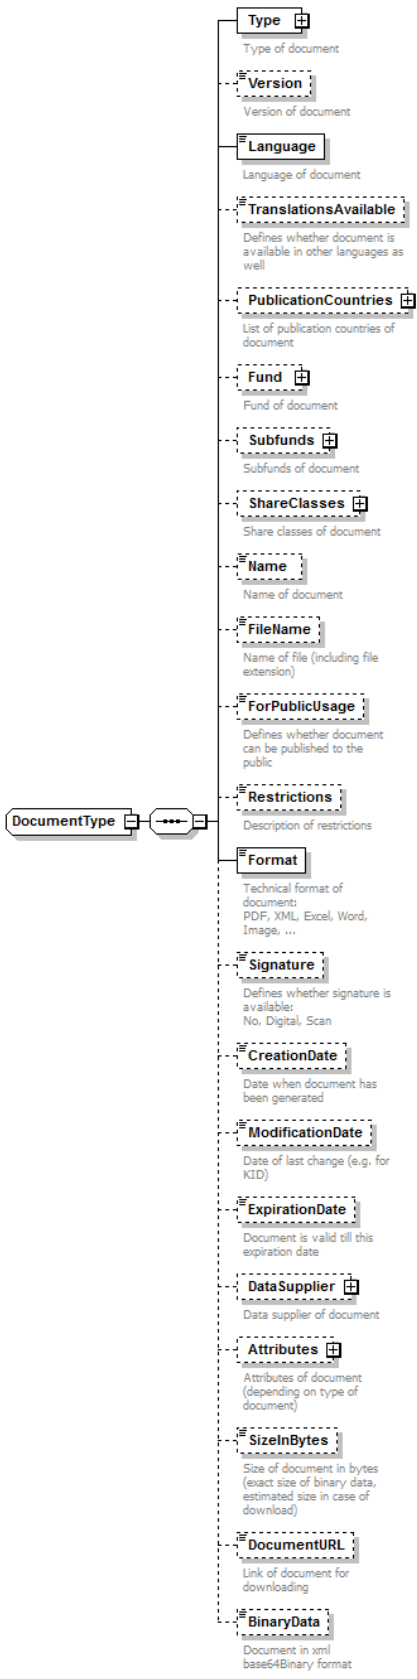 Type
Type of document
Version
Version of document
Language
Language of document
TranslationsAvailable
Defines whether document is
available in other languages as
well
PublicationCountries
List of publication countries of
document
Fund
Fund of document
Subfunds
Subfunds of document
ShareClasses
Share classes of document
Name
Name of document
FileName
Name of file (including file
extension)
ForPublicUsage
Defines whether document
can be published to the
public
Restrictions
Description of restrictions
DocumentType
Format
Technical format of
document:
PDF, XML, Excel, Word,
Image, ...
Signature
Defines whether signature is
available:
No, Digital, Scan
CreationDate
Date when document has
been generated
ModificationDate
Date of last change (e.g. for
KID)
ExpirationDate
Document is valid till this
expiration date
DataSupplier
Data supplier of document
Attributes
Attributes of document
(depending on type of
document)
SizeInBytes
Size of document in bytes
(exact size of binary data,
estimated size in case of
download)
DocumentURL
Link of document for
downloading
BinaryData
Document in xml
base64Binary format